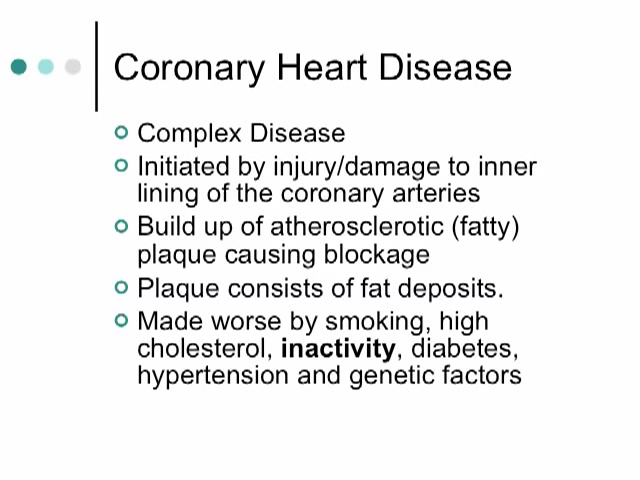 Coronary Heart Disease
Complex Disease
Initiated by injury/damage to inner
lining of the coronary arteries
Build up of atherosclerotic (fatty)
plaque causing blockage
Plaque consists of fat deposits.
Made worse by smoking, high
cholesterol, inactivity, diabetes,
hypertension and genetic factors